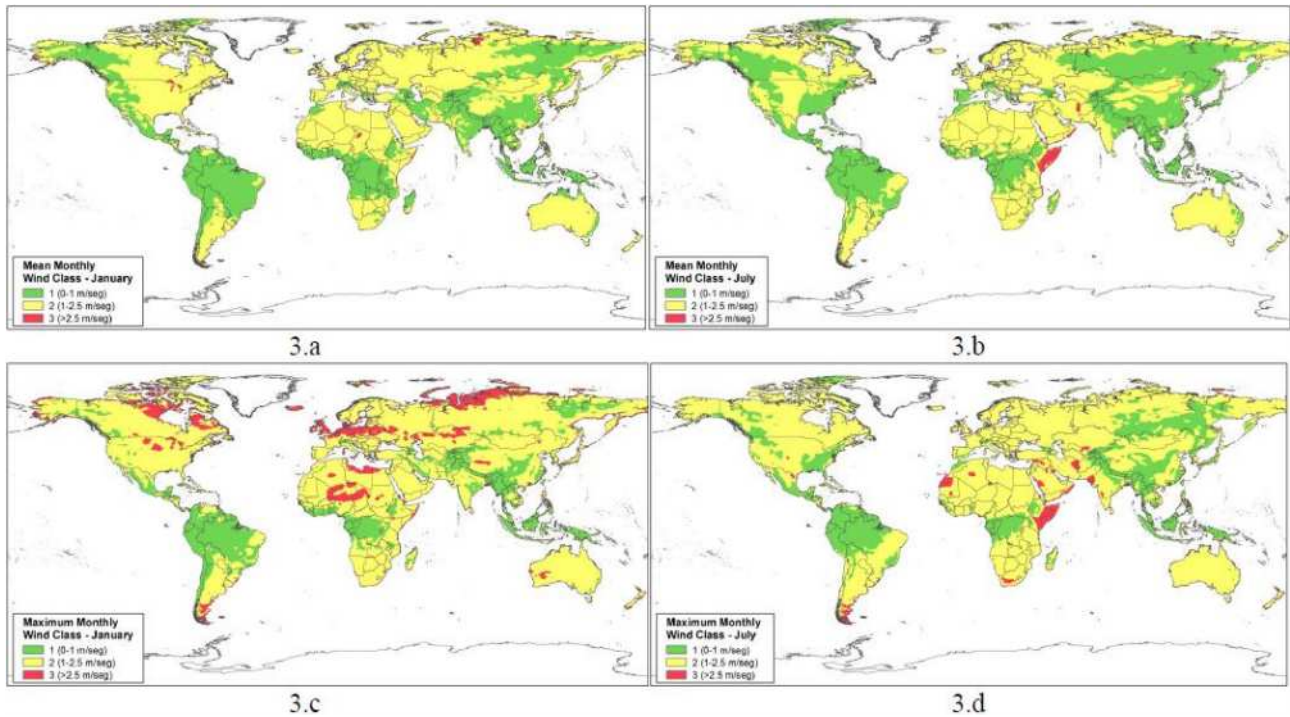 Mean Monthly
Wind Class - January
1 (0-1 m/seg)
2 (1-2.5 m/seg)
3 (>2.5 m/seg)
3.a
Mean Monthly
Wind Class - July
1 (0-1 m/seg)
2 (1-2.5 m/seg)
3 (>2.5 m/seg)
3.b
Maximum Monthly
Wind Class - January
1 (0-1 m/seg)
2 (1-2.5 m/seg)
3 (>2.5 m/seg)
3.c
Maximum Monthly
Wind Class - July
1 (0-1 m/seg)
2 (1-2.5 m/seg)
3 (>2.5 m/seg)
3.d